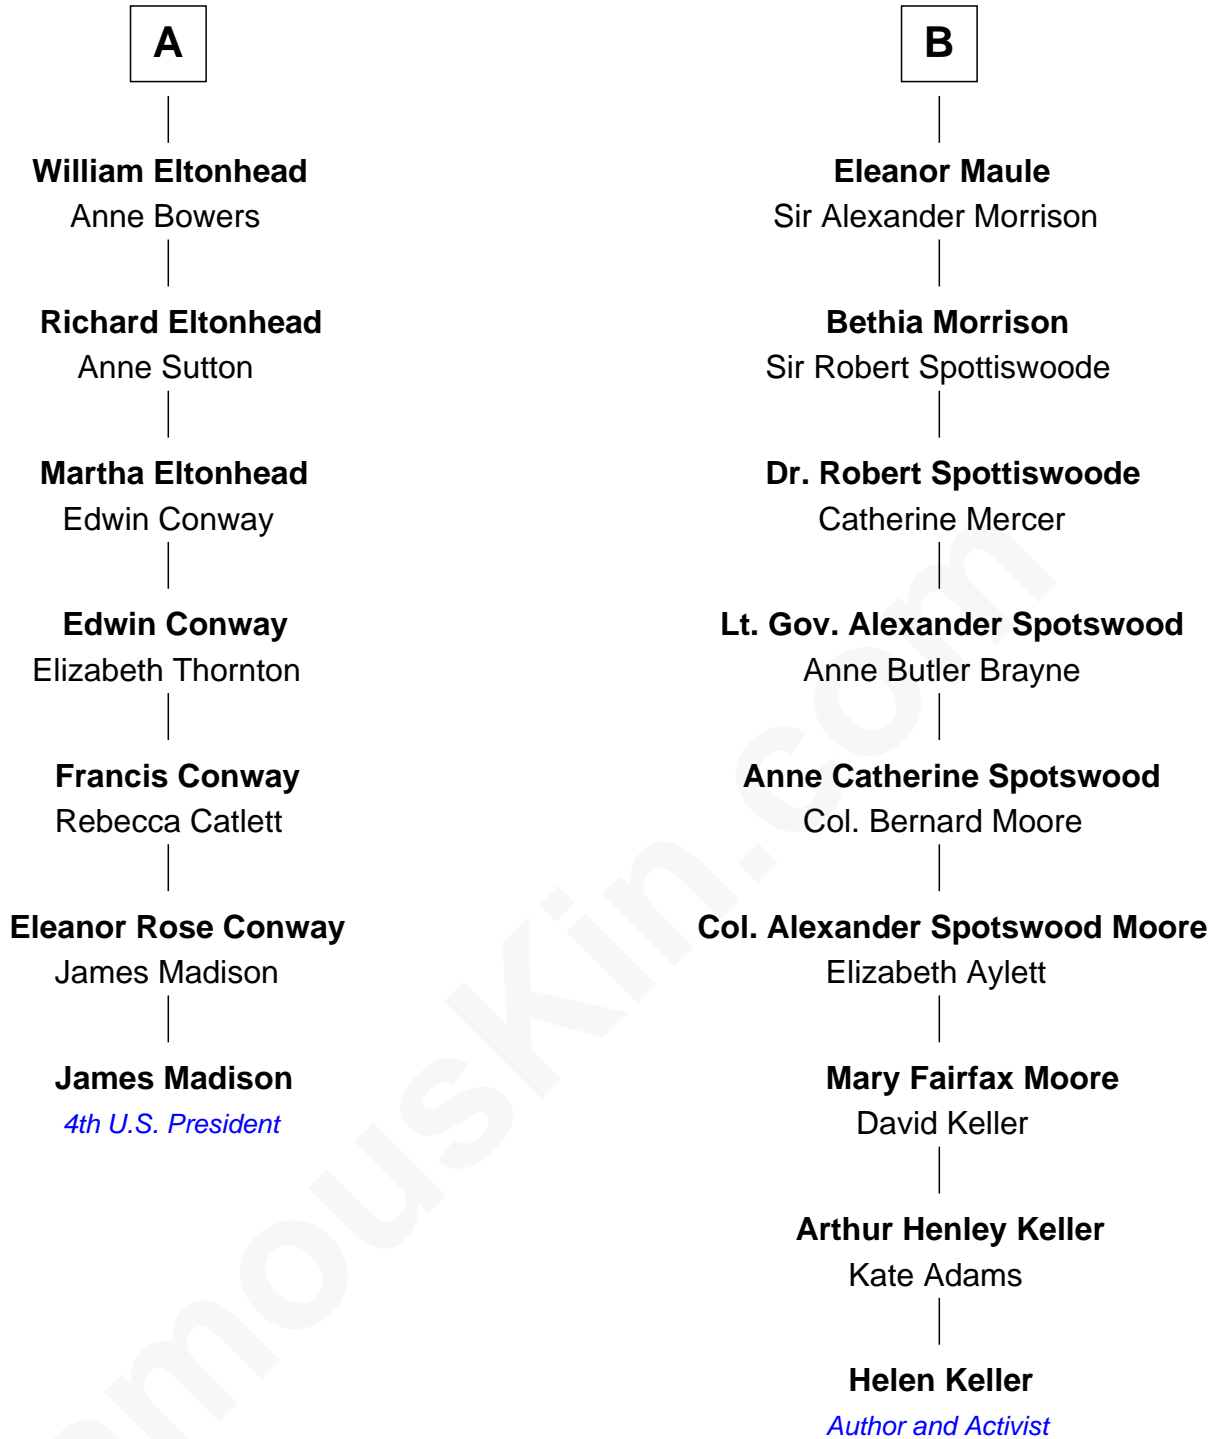 A
William Eltonhead
Anne Bowers
Richard Eltonhead
Anne Sutton
Martha Eltonhead
Edwin Conway
Edwin Conway
Elizabeth Thornton
Francis Conway
Rebecca Catlett
Eleanor Rose Conway
James Madison
James Madison
4th U.S. President
B
Eleanor Maule
Sir Alexander Morrison
Bethia Morrison
Sir Robert Spottiswoode
Dr. Robert Spottiswoode
Catherine Mercer
Lt. Gov. Alexander Spotswood
Anne Butler Brayne
Anne Catherine Spotswood
Col. Bernard Moore
Col. Alexander Spotswood Moore
Elizabeth Aylett
Mary Fairfax Moore
David Keller
Arthur Henley Keller
Kate Adams
Helen Keller
Author and Activist
amousKin.com